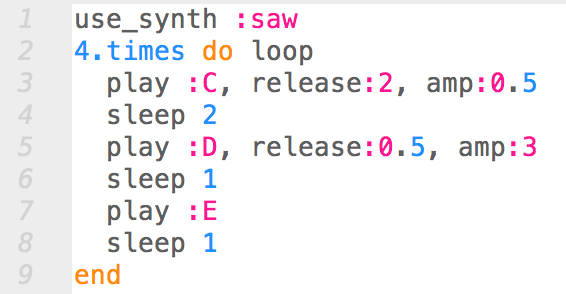 1 use_synth :saw
2 4.times do loop
3   play :C, release:2, amp:0.5
4   sleep 2
5   play :D, release:0.5, amp:3
6   sleep 1
7   play :E
8   sleep 1
9 end